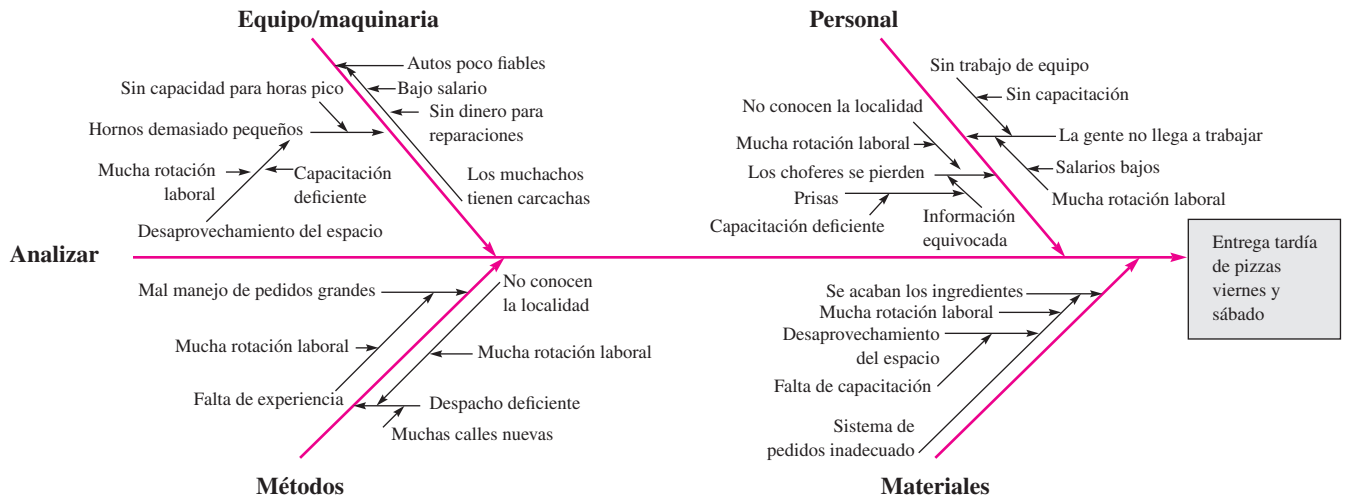 Equipo/maquinaria
Autos poco fiables
Bajo salario
Sin capacidad para horas pico
Sin dinero para
reparaciones
Hornos demasiado pequeños
Mucha rotación
laboral
Capacitación
deficiente
Los muchachos
tienen carcachas
Desaprovechamiento del espacio
Personal
Sin trabajo de equipo
Sin capacitación
No conocen la localidad
La gente no llega a trabajar
Mucha rotación laboral
Salarios bajos
Los choferes se pierden
Prisas
Mucha rotación laboral
Capacitación deficiente
Información
equivocada
Analizar
Entrega tardía
de pizzas
viernes y
sábado
No conocen
la localidad
Mal manejo de pedidos grandes
Mucha rotación laboral
Mucha rotación laboral
Falta de experiencia
Despacho deficiente
Muchas calles nuevas
Métodos
Se acaban los ingredientes
Mucha rotación laboral
Desaprovechamiento
del espacio
Falta de capacitación
Sistema de
pedidos inadecuado
Materiales